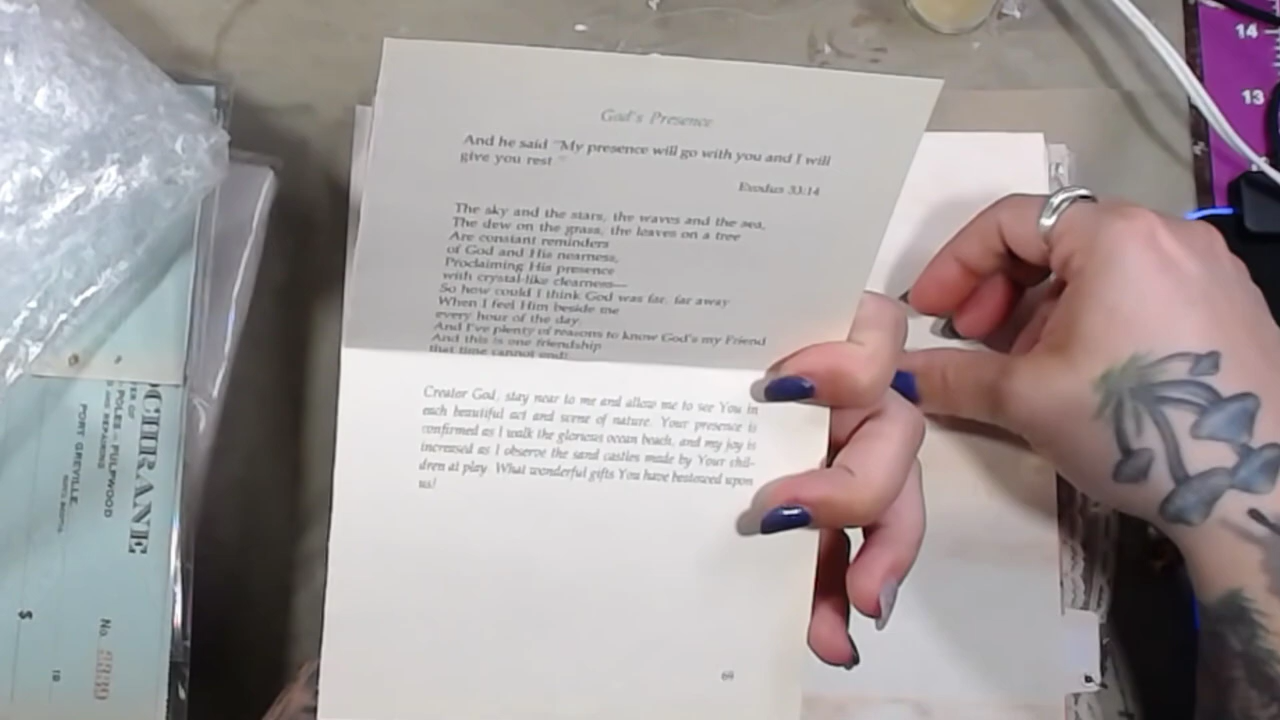 God's Presence
And he said "My presence will go with you and I will
give you rest "
Exodus 33:14
The sky and the stars, the waves and the sea,
The dew on the grass, the leaves on a tree
Are constant reminders
of God and His nearness,
Proclaiming His presence
with crystal-like clearness—
So how could I think God was far, far away
When I feel Him beside me
every hour of the day,
And I've plenty of reasons to know God's my Friend
And this is one friendship
that time cannot end!
Creator God, stay near to me and allow me to see You in
each beautiful act and scene of nature. Your presence is
confirmed as I walk the glorious ocean beach, and my joy is
increased as I observe the sand castles made by Your chil-
dren at play. What wonderful gifts You have bestowed upon
us!
69
CHRANE
ER OF
POLES — PULPWOOD
AND REPAIRING
PORT GREVILLE,
No.
$
19
14
13